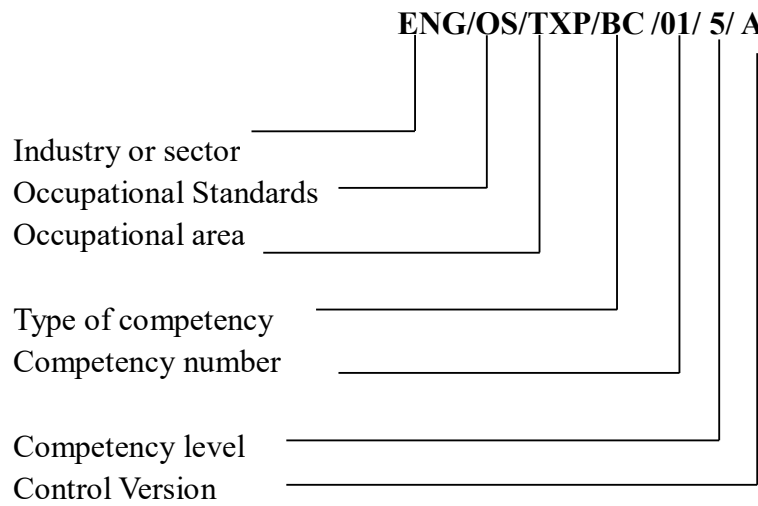 ENG/OS/TXP/BC /01/ 5/ A
Industry or sector
Occupational Standards
Occupational area
Type of competency
Competency number
Competency level
Control Version